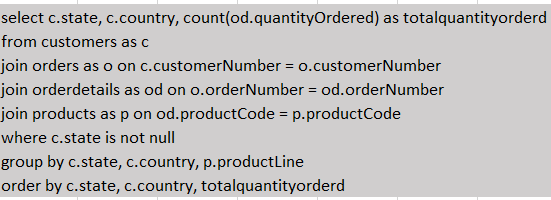 select c.state, c.country, count(od.quantityOrdered) as totalquantityorderd
from customers as c
join orders as o on c.customerNumber = o.customerNumber
join orderdetails as od on o.orderNumber = od.orderNumber
join products as p on od.productCode = p.productCode
where c.state is not null
group by c.state, c.country, p.productLine
order by c.state, c.country, totalquantityorderd